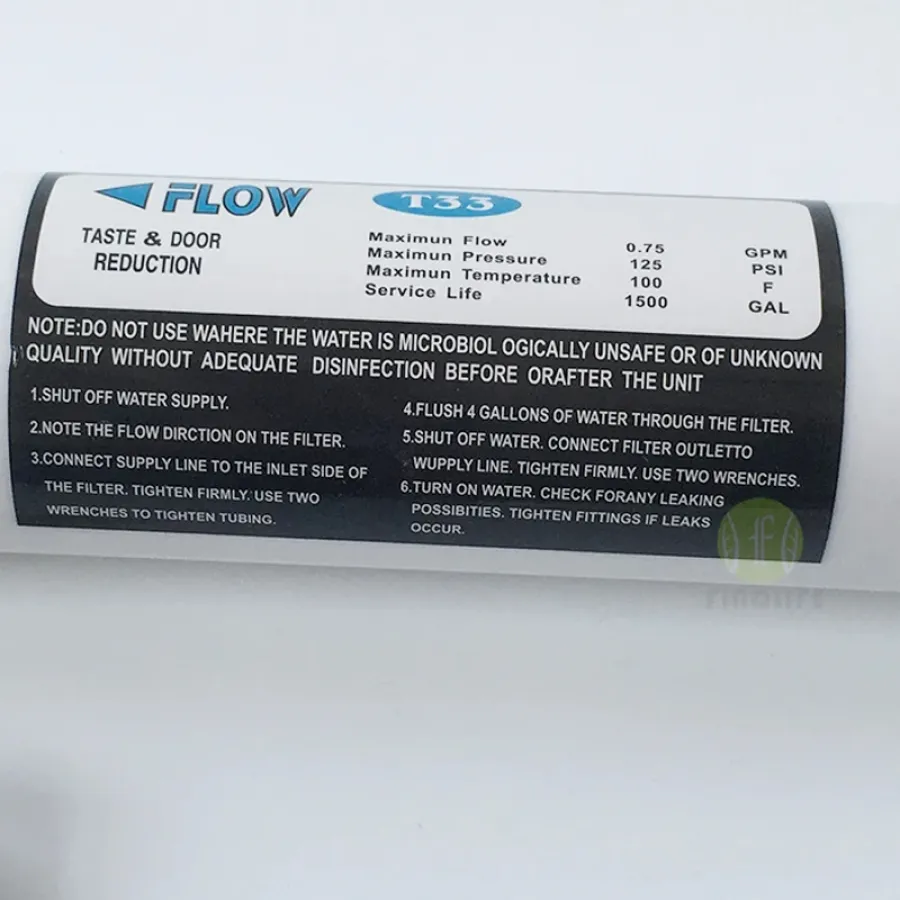 FLOW
T33
TASTE & DOOR
REDUCTION
Maximun Flow 0.75 GPM
Maximun Pressure 125 PSI
Maximun Temperature 100 F
Service Life 1500 GAL
NOTE:DO NOT USE WAHERE THE WATER IS MICROBIOL OGICALLY UNSAFE OR OF UNKNOWN
QUALITY WITHOUT ADEQUATE DISINFECTION BEFORE ORAFTER THE UNIT
1.SHUT OFF WATER SUPPLY.
2.NOTE THE FLOW DIRCTION ON THE FILTER.
3.CONNECT SUPPLY LINE TO THE INLET SIDE OF
THE FILTER. TIGHTEN FIRMLY. USE TWO
WRENCHES TO TIGHTEN TUBING.
4.FLUSH 4 GALLONS OF WATER THROUGH THE FILTER.
5.SHUT OFF WATER. CONNECT FILTER OUTLETTO
WUPPLY LINE. TIGHTEN FIRMLY. USE TWO WRENCHES.
6.TURN ON WATER. CHECK FORANY LEAKING
POSSIBITIES. TIGHTEN FITTINGS IF LEAKS
OCCUR.
f